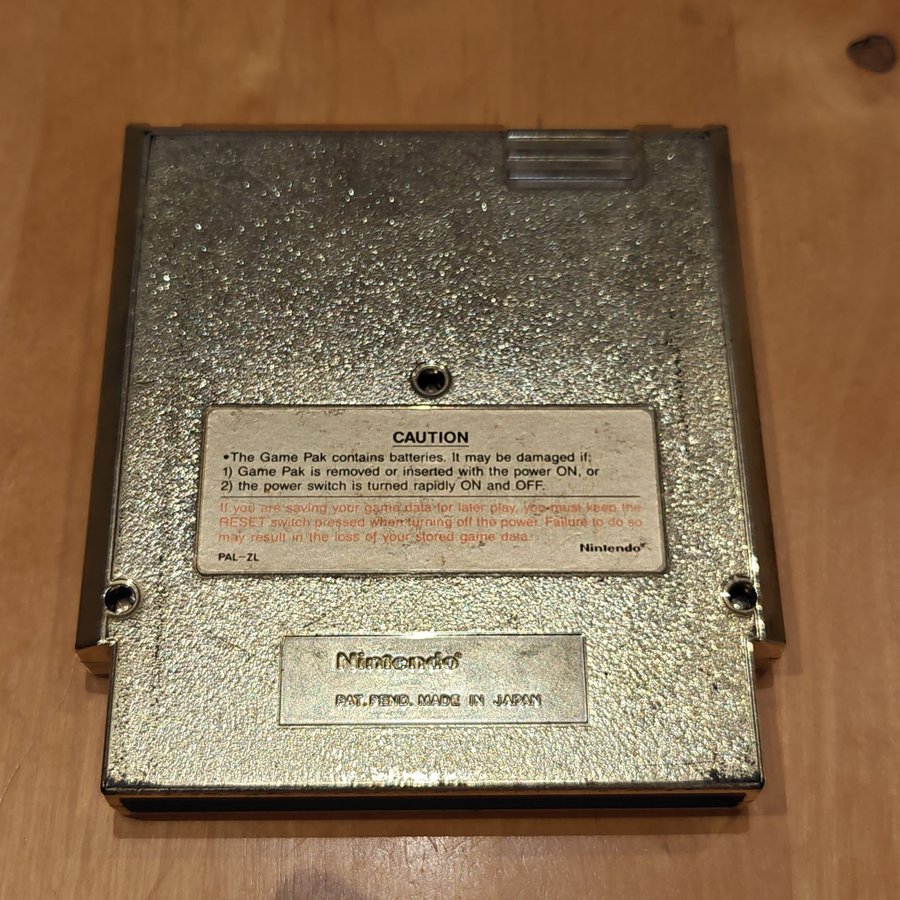 CAUTION
•The Game Pak contains batteries. It may be damaged if;
1) Game Pak is removed or inserted with the power ON, or
2) the power switch is turned rapidly ON and OFF.
If you are saving your game data for later play, you must keep the
RESET switch pressed when turning off the power. Failure to do so
may result in the loss of your stored game data.
PAL-ZL
Nintendo®
Nintendo®
PAT. PEND. MADE IN JAPAN